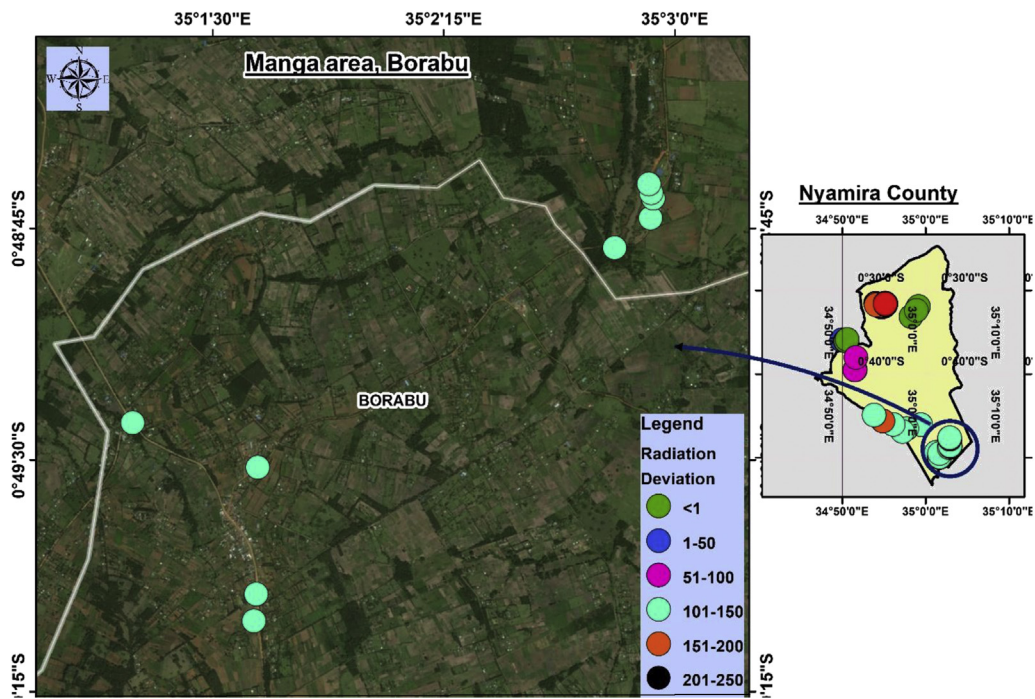 35°1'30"E
35°2'15"E
35°3'0"E
Manga area, Borabu
N
W
E
S
0°48'45"S
'45"S
BORABU
0°49'30"S
°15"S
'15"S
Legend
Radiation
Deviation
<1
1-50
51-100
101-150
151-200
201-250
Nyamira County
34°50'0"E
35°0'0"E
35°10'0"E
0°30'0"S
0°30'0"S
34°50'0"E
35°0'0"E
35°10'0"E
0°40'0"S
0°40'0"S
34°50'0"E
35°0'0"E
35°10'0"E
34°50'0"E
35°0'0"E
35°10'0"E